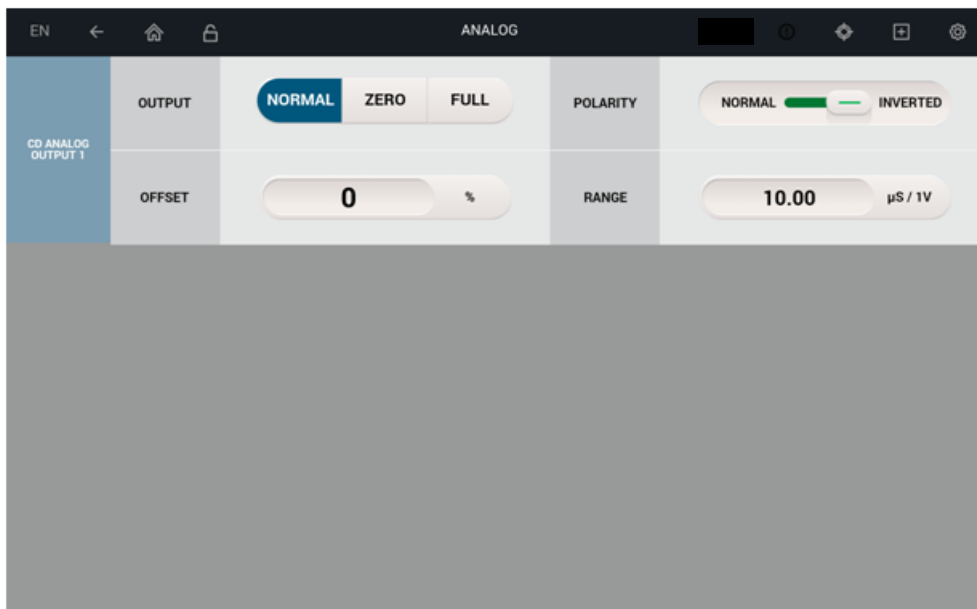 EN
ANALOG
CD ANALOG
OUTPUT 1
OUTPUT
NORMAL ZERO FULL
POLARITY
NORMAL INVERTED
OFFSET
0 %
RANGE
10.00 µS / 1V